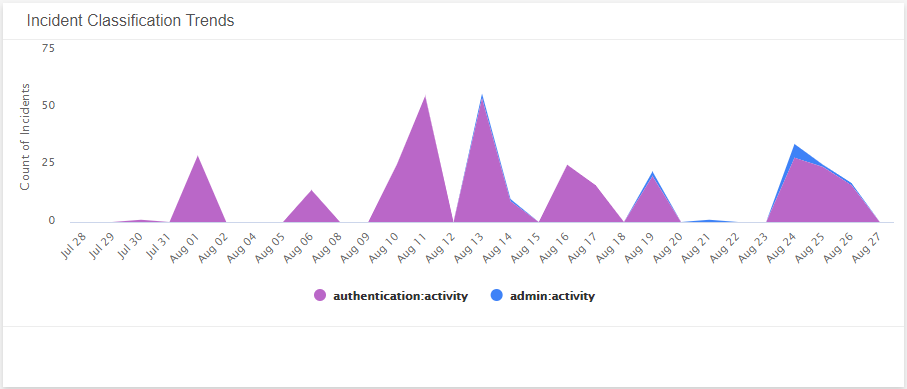 Incident Classification Trends
75
50
25
0
Count of Incidents
Jul 28
Jul 29
Jul 30
Jul 31
Aug 01
Aug 02
Aug 04
Aug 05
Aug 06
Aug 08
Aug 09
Aug 10
Aug 11
Aug 12
Aug 13
Aug 14
Aug 15
Aug 16
Aug 17
Aug 18
Aug 19
Aug 20
Aug 21
Aug 22
Aug 23
Aug 24
Aug 25
Aug 26
Aug 27
authentication:activity
admin:activity